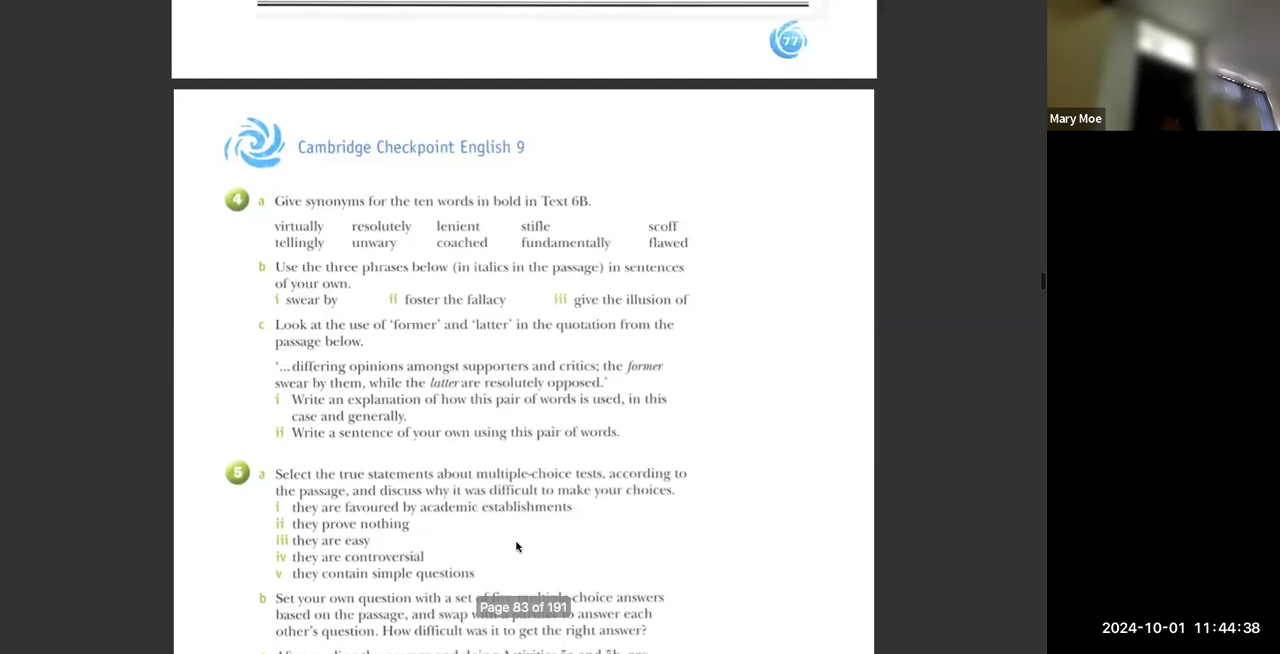 77
Mary Moe
Cambridge Checkpoint English 9
4 a Give synonyms for the ten words in bold in Text 6B.
virtually resolutely lenient stifle scoff
tellingly unwary coached fundamentally flawed
b Use the three phrases below (in italics in the passage) in sentences
of your own.
i swear by ii foster the fallacy iii give the illusion of
c Look at the use of ‘former’ and ‘latter’ in the quotation from the
passage below.
‘... differing opinions amongst supporters and critics; the former
swear by them, while the latter are resolutely opposed.’
i Write an explanation of how this pair of words is used, in this
case and generally.
ii Write a sentence of your own using this pair of words.
5 a Select the true statements about multiple-choice tests, according to
the passage, and discuss why it was difficult to make your choices.
i they are favoured by academic establishments
ii they prove nothing
iii they are easy
iv they are controversial
v they contain simple questions
b Set your own question with a set choice answers
Page 83 of 191
based on the passage, and swap answer each
other’s question. How difficult was it to get the right answer?
2024-10-01 11:44:38